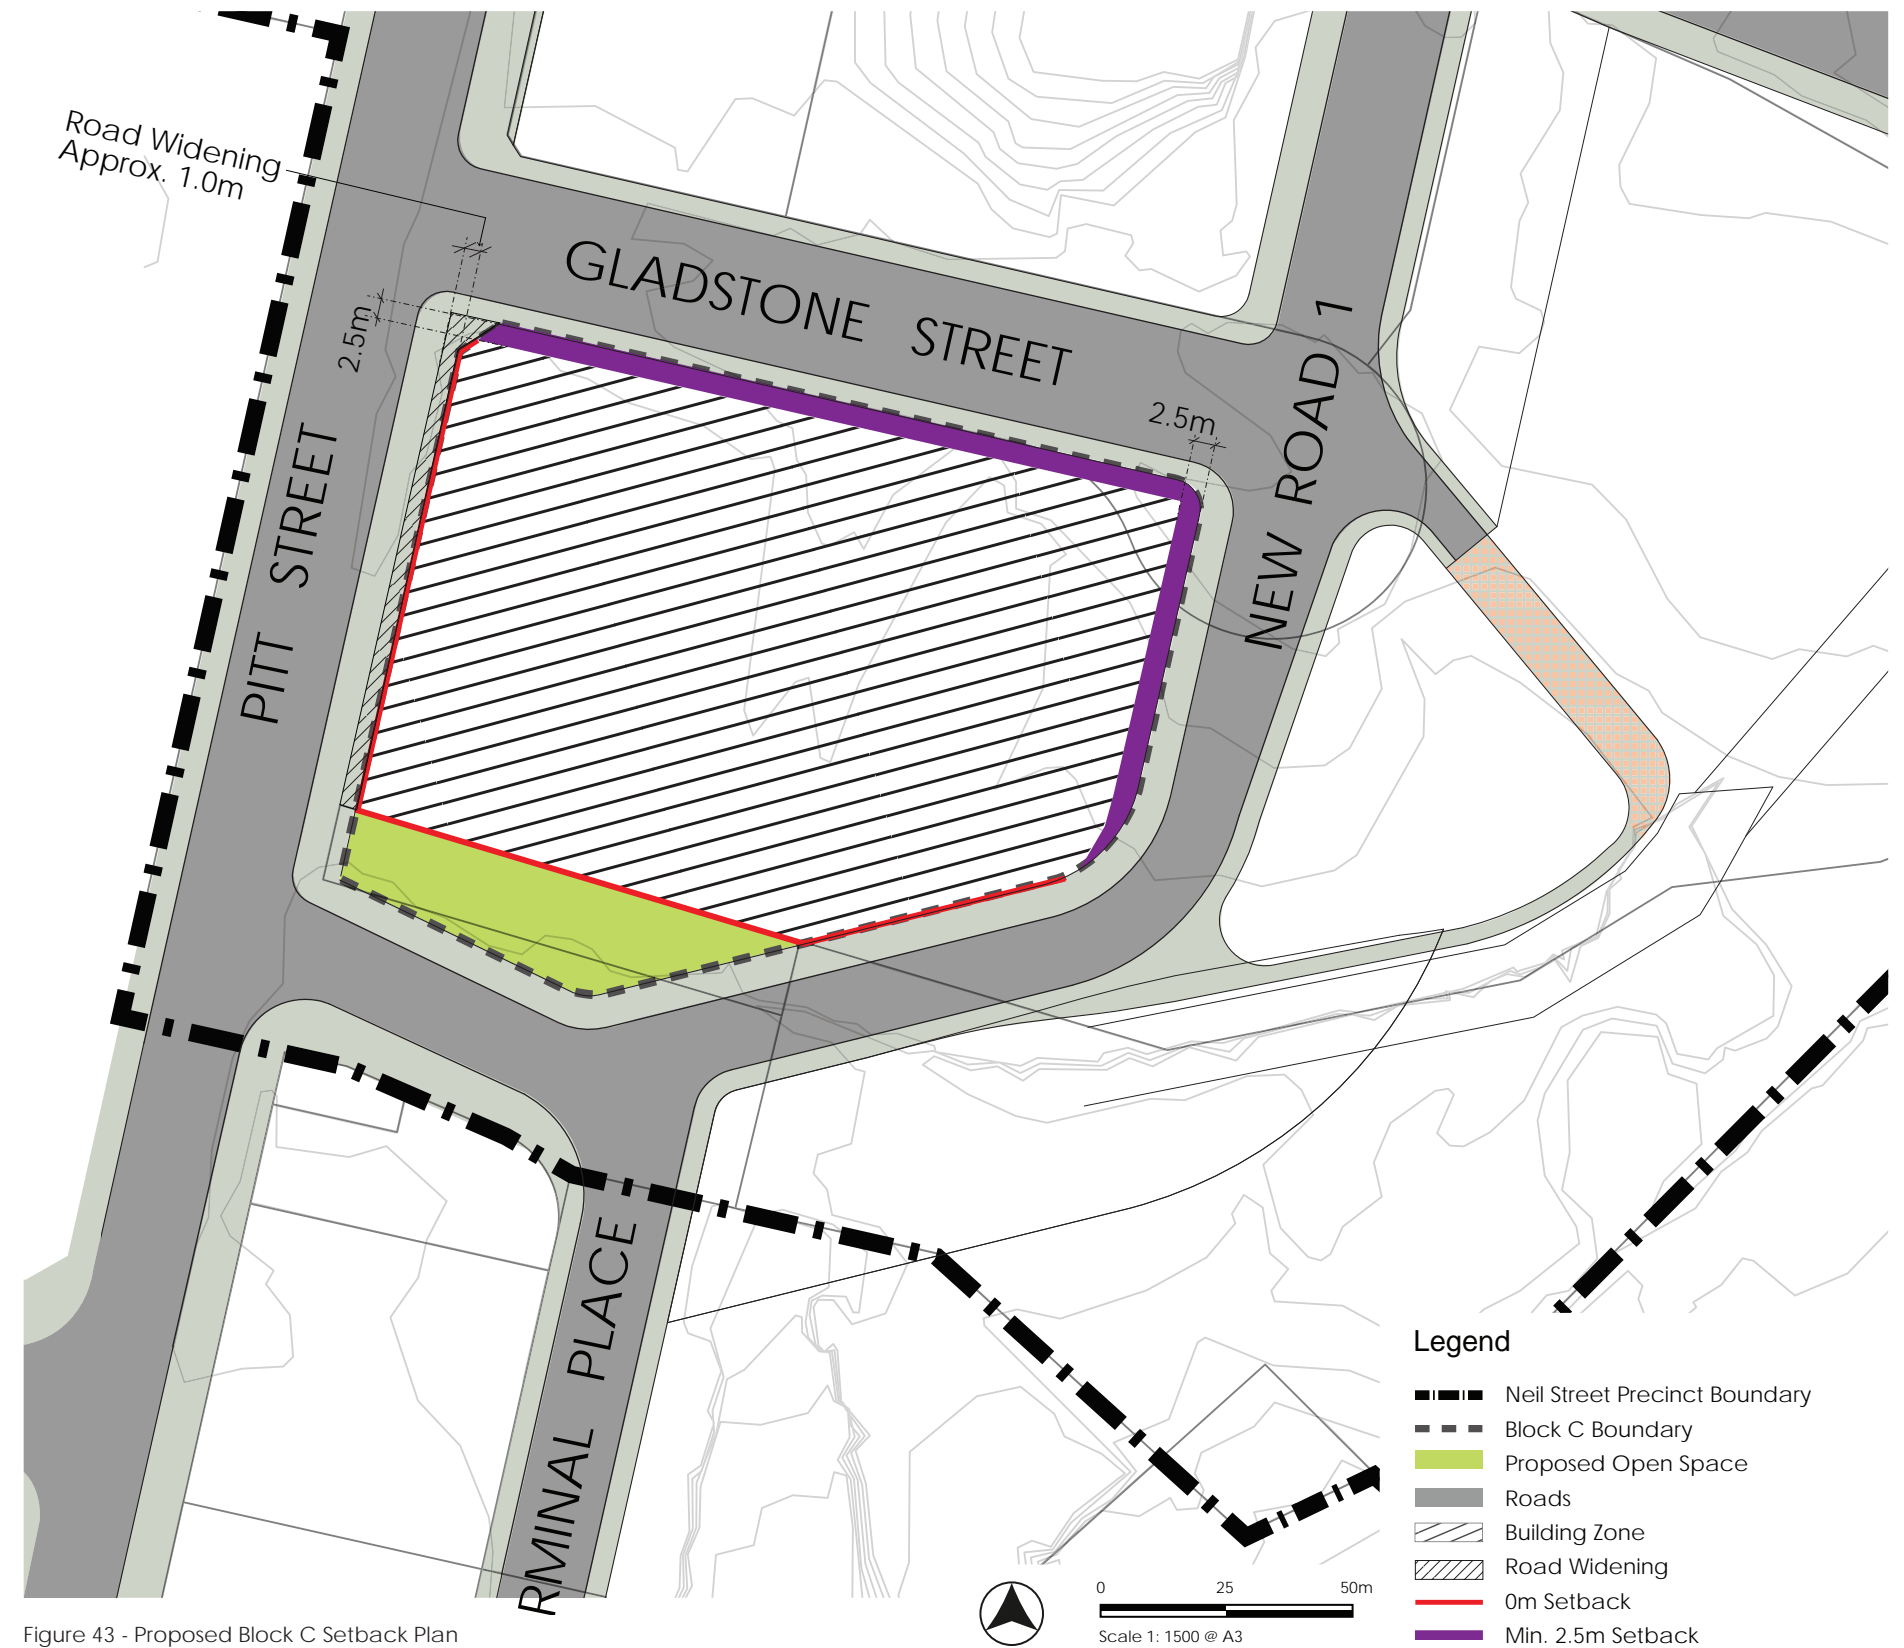 Road Widening
Approx. 1.0m
GLADSTONE STREET
2.5m
2.5m
NEW ROAD 1
PITT STREET
RMINAL PLACE
Legend
Neil Street Precinct Boundary
Block C Boundary
Proposed Open Space
Roads
Building Zone
Road Widening
0m Setback
Min. 2.5m Setback
0 25 50m
Scale 1: 1500 @ A3
Figure 43 - Proposed Block C Setback Plan